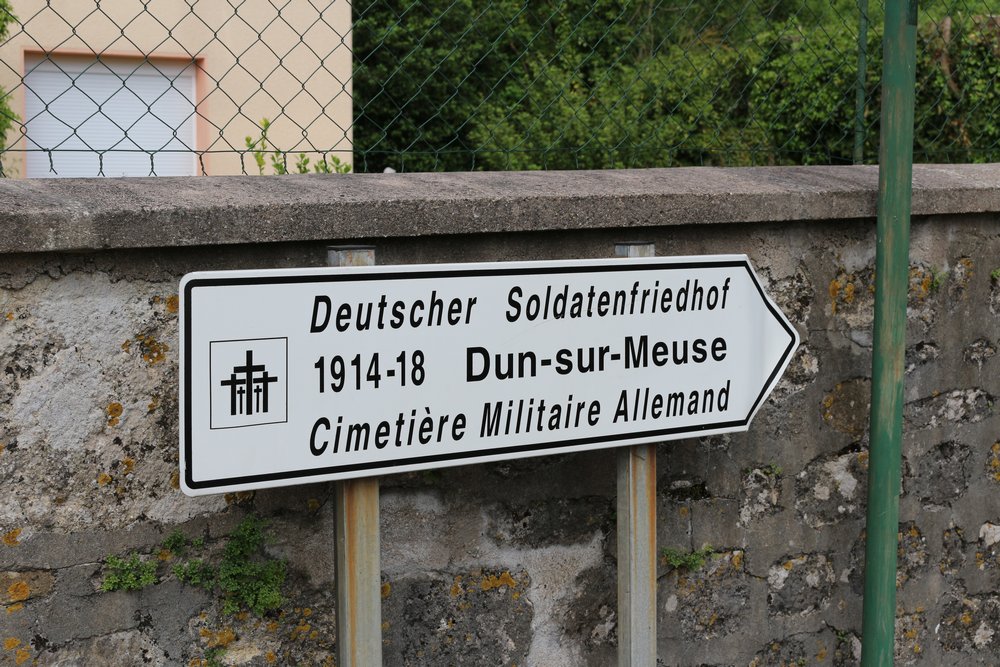 Deutscher Soldatenfriedhof
1914-18 Dun-sur-Meuse
Cimetière Militaire Allemand